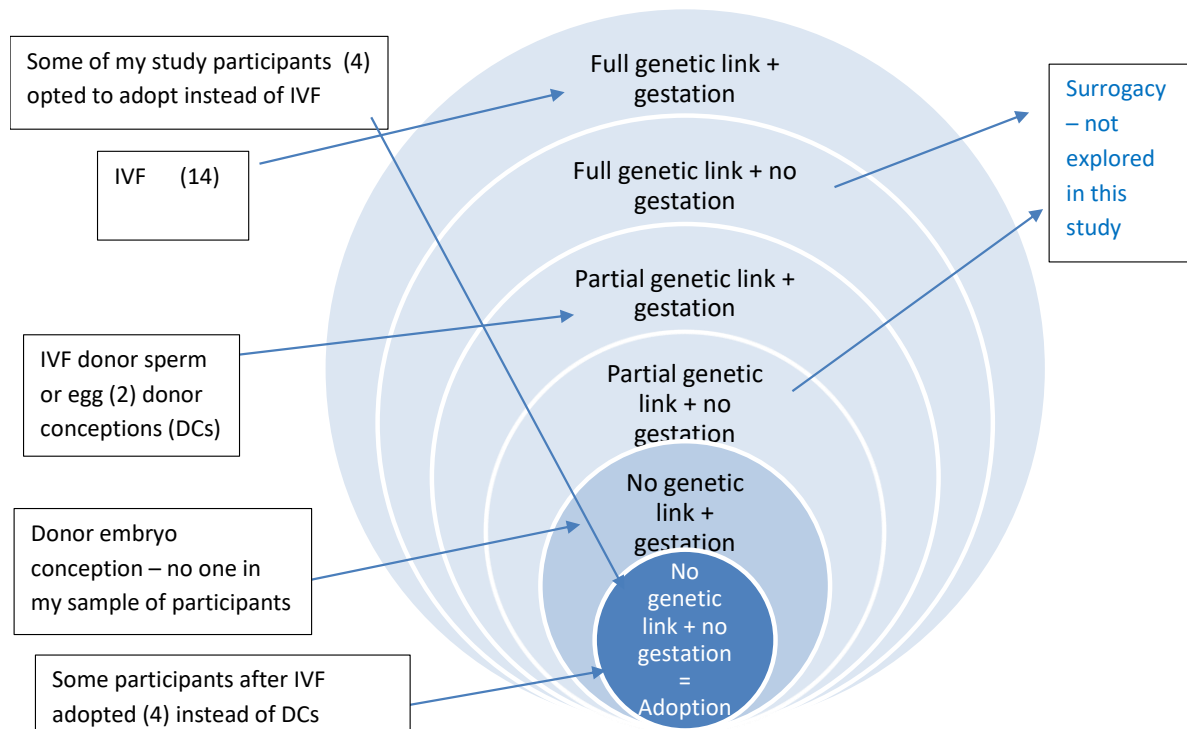 Some of my study participants (4)
opted to adopt instead of IVF
IVF (14)
IVF donor sperm
or egg (2) donor
conceptions (DCs)
Donor embryo
conception – no one in
my sample of participants
Some participants after IVF
adopted (4) instead of DCs
Full genetic link +
gestation
Full genetic link + no
gestation
Partial genetic link +
gestation
Partial genetic
link + no
gestation
No genetic
link +
gestation
No
genetic
link + no
gestation
=
Adoption
Surrogacy
– not
explored
in this
study